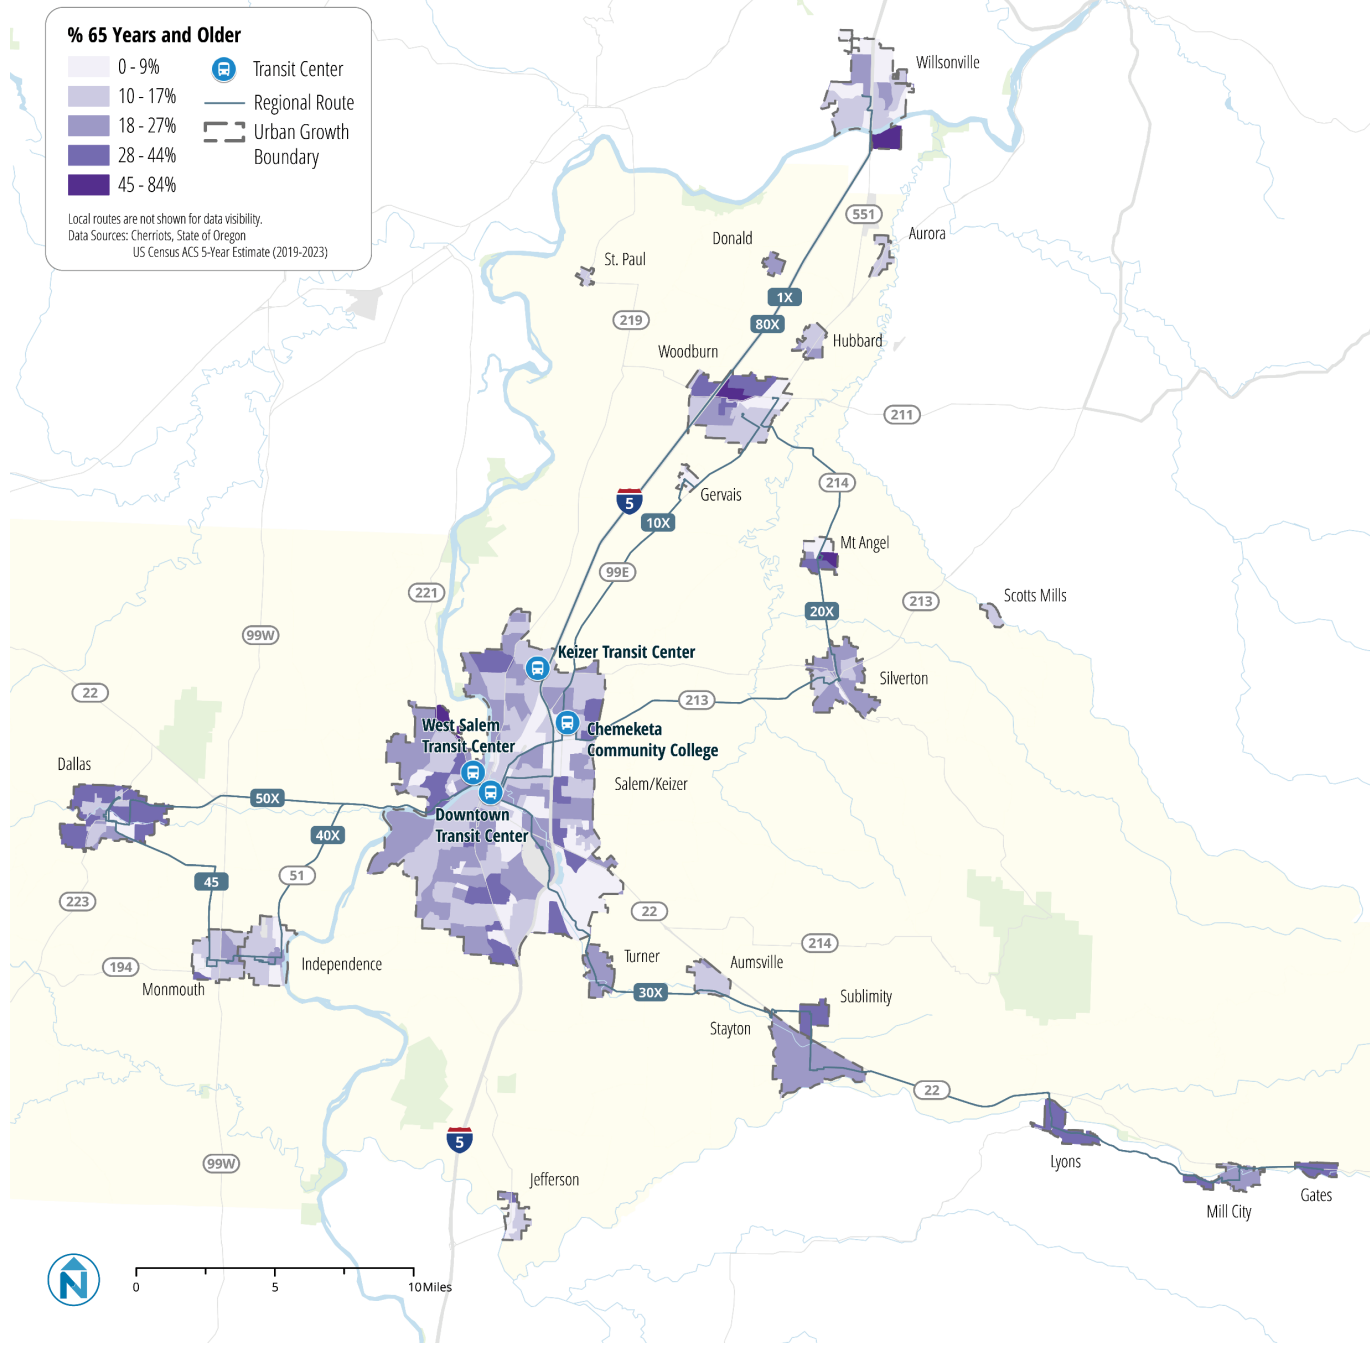 % 65 Years and Older
0 - 9%
10 - 17%
18 - 27%
28 - 44%
45 - 84%
Transit Center
Regional Route
Urban Growth
Boundary
Local routes are not shown for data visibility.
Data Sources: Cherriots, State of Oregon
US Census ACS 5-Year Estimate (2019-2023)
Willsonville
551
Aurora
Donald
St. Paul
1X
219
80X
Hubbard
Woodburn
211
214
Gervais
5
10X
Mt Angel
99E
221
213
Scotts Mills
20X
99W
Keizer Transit Center
Silverton
22
213
West Salem
Transit Center
Chemeketa
Community College
Dallas
Salem/Keizer
50X
Downtown
Transit Center
40X
51
45
223
22
214
Turner
Aumsville
Independence
194
Monmouth
30X
Sublimity
Stayton
22
5
Lyons
99W
Jefferson
Gates
Mill City
N
0
5
10Miles